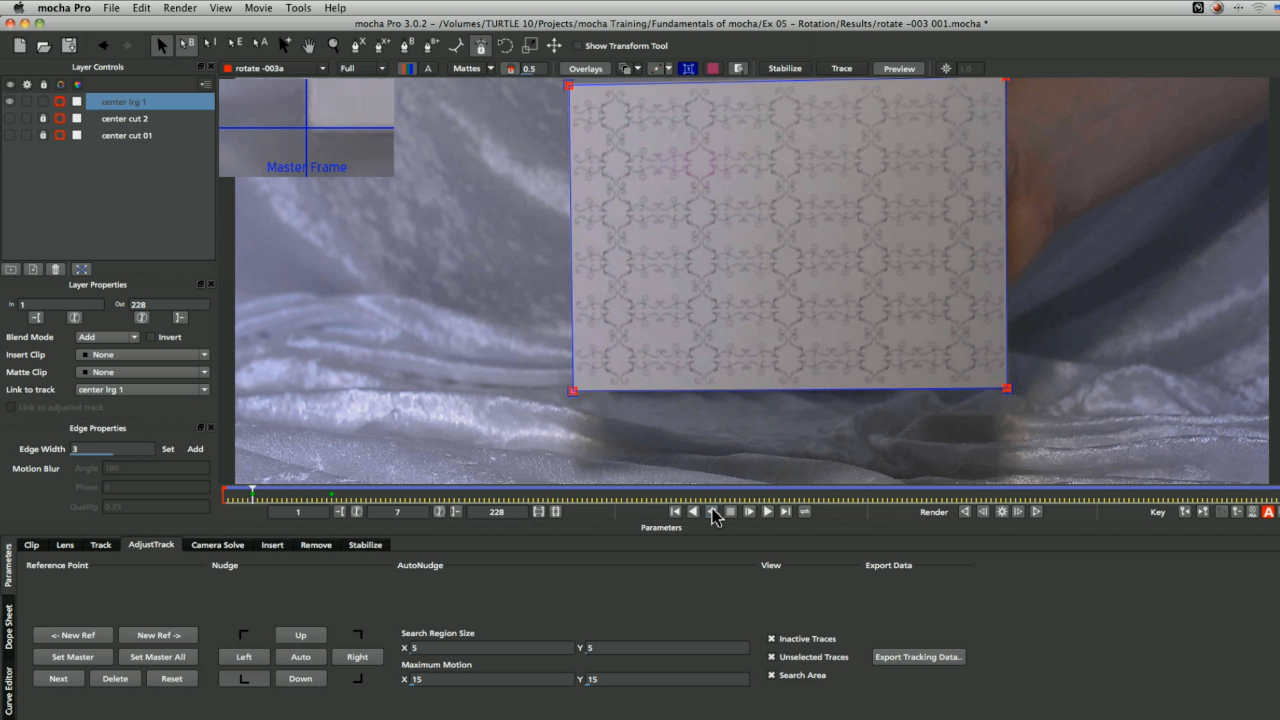 mocha Pro File Edit Render View Movie Tools Help
mocha Pro 3.0.2 - /Volumes/TURTLE 10/Projects/mocha Training/Fundamentals of mocha/Ex 05 - Rotation/Results/rotate -003 001.mocha *
Show Transform Tool
Layer Controls
rotate -003a Full A Mattes 0.5 Overlays Stabilize Trace Preview 1.0
center lrg 1
center cut 2
center cut 01
Master Frame
Layer Properties
In 1 Out 228
Blend Mode Add Invert
Insert Clip None
Matte Clip None
Link to track center lrg 1
Link to adjusted track
Edge Properties
Edge Width 3 Set Add
Motion Blur Angle 180
Phase 0
Quality 0.25
1 7 228 Render Key A
Parameters
Clip Lens Track AdjustTrack Camera Solve Insert Remove Stabilize
Parameters
Dope Sheet
Curve Editor
Reference Point Nudge AutoNudge View Export Data
<- New Ref New Ref -> Up Search Region Size Inactive Traces
X 5 Y 5
Set Master Set Master All Left Auto Right Maximum Motion Unselected Traces Export Tracking Data..
Next Delete Reset Down X 15 Y 15 Search Area